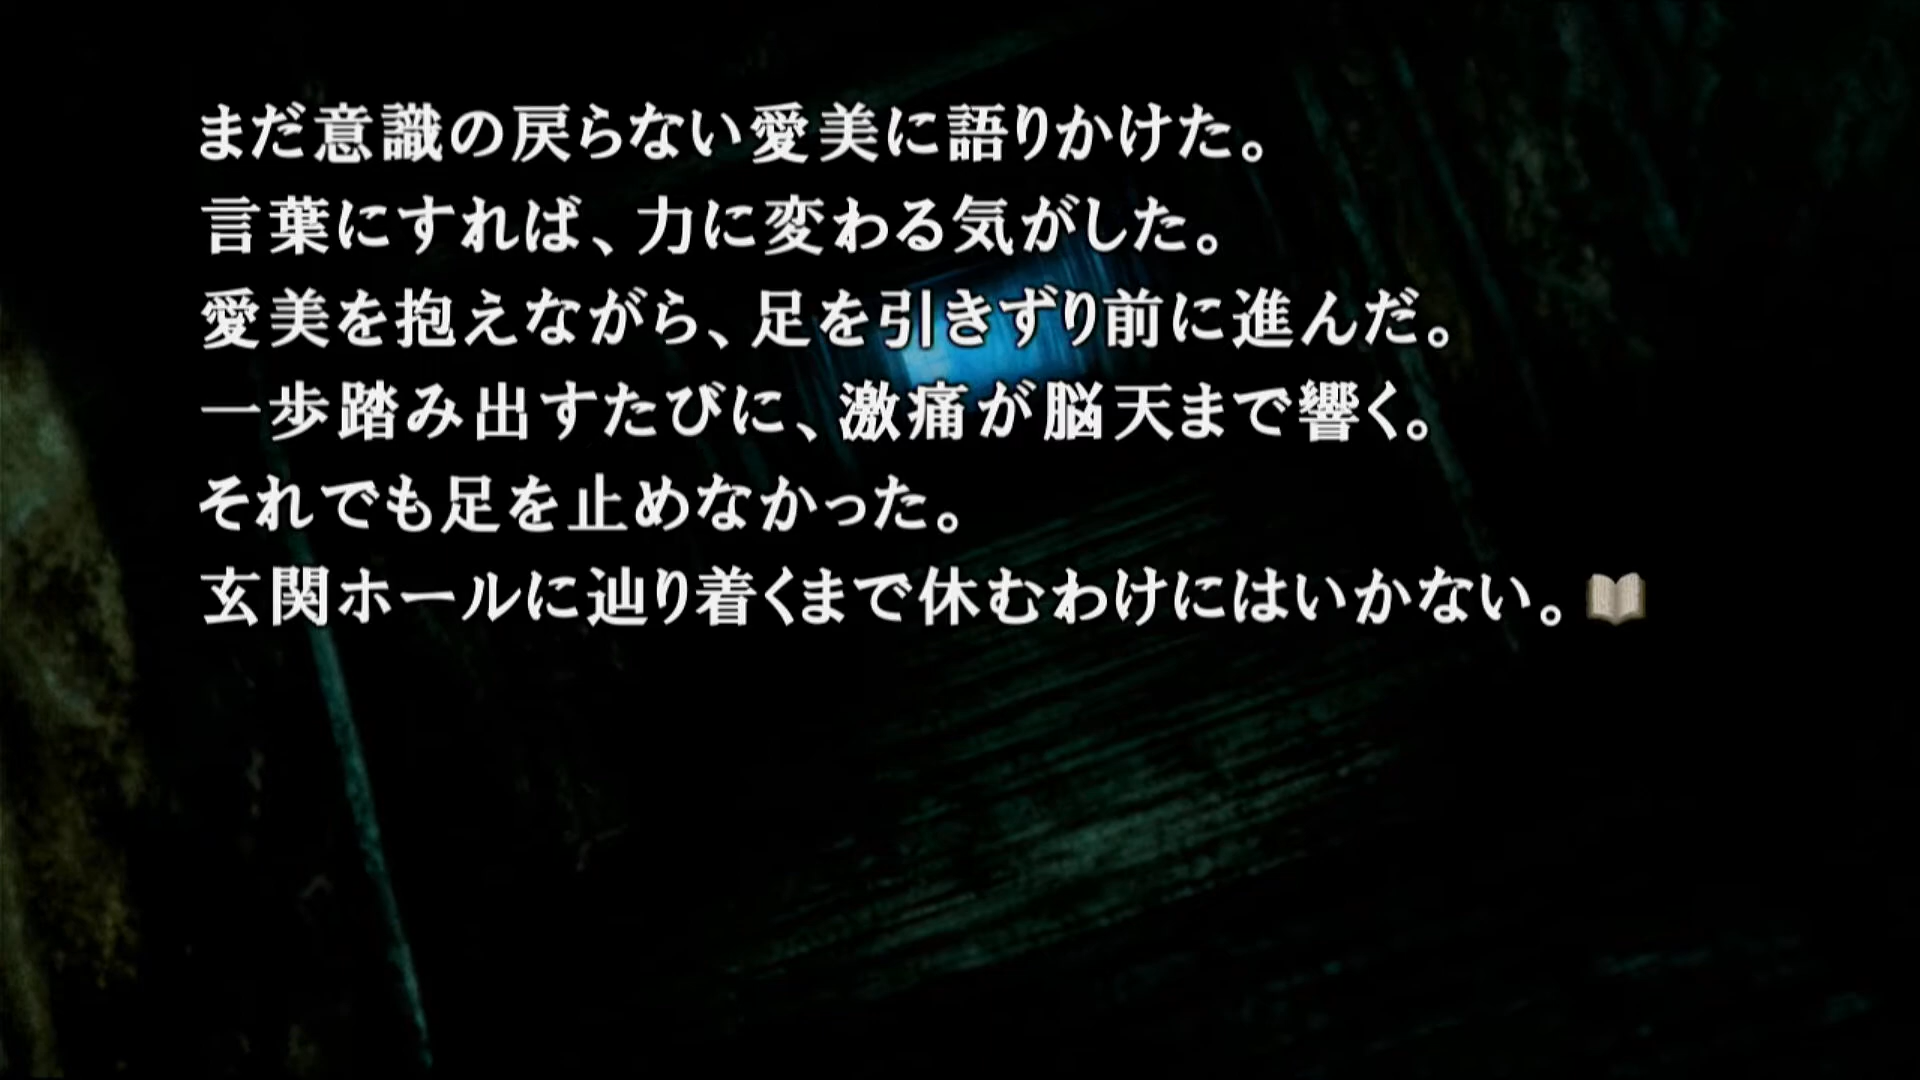 まだ意識の戻らない愛美に語りかけた。
言葉にすれば、力に変わる気がした。
愛美を抱えながら、足を引きずり前に進んだ。
一歩踏み出すたびに、激痛が脳天まで響く。
それでも足を止めなかった。
玄関ホールに辿り着くまで休むわけにはいかない。